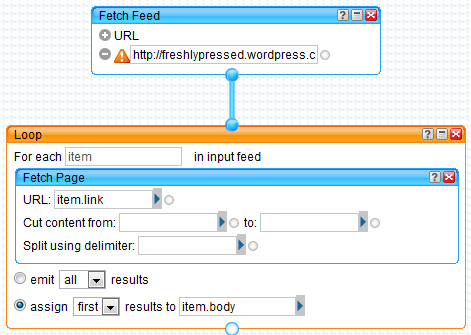 Fetch Feed
URL
http://freshlypressed.wordpress.c
Loop
For each item in input feed
Fetch Page
URL: item.link
Cut content from: to:
Split using delimiter:
emit all results
assign first results to item.body